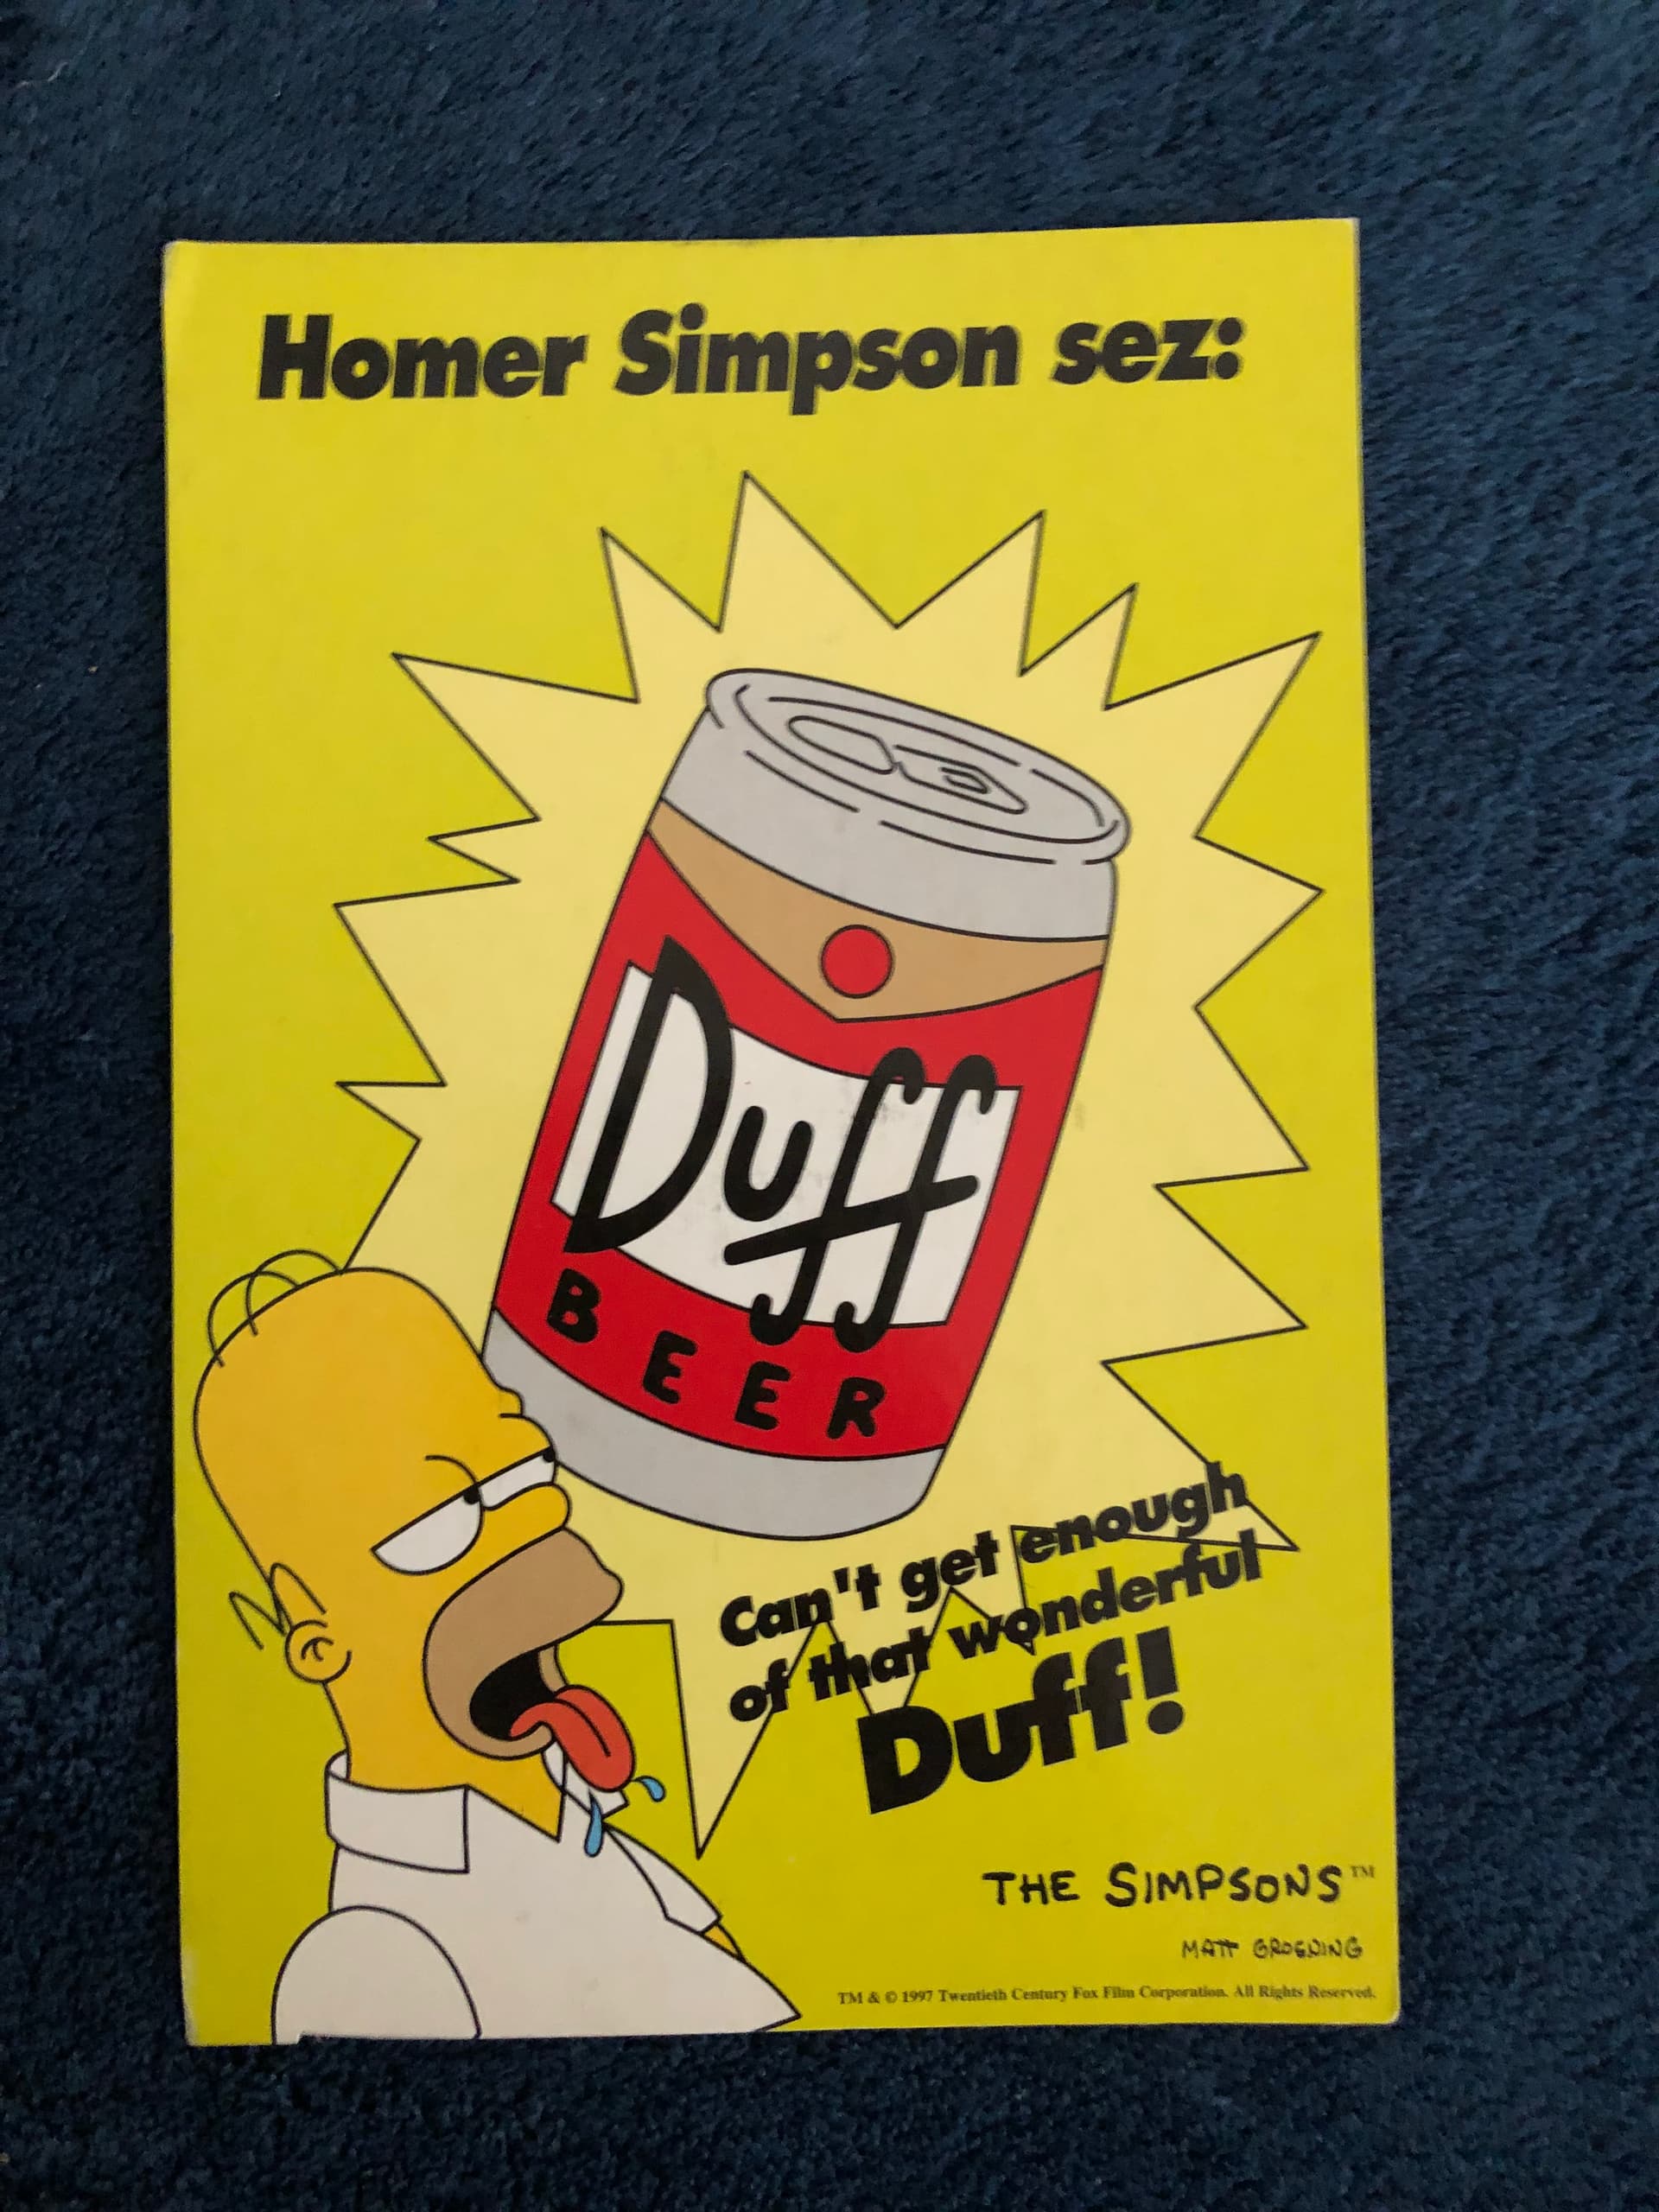 Homer Simpson sez:
Duff
BEER
Can't get enough
of that wonderful
Duff!
THE SIMPSONS™
MATT GROENING
TM & © 1997 Twentieth Century Fox Film Corporation. All Rights Reserved.